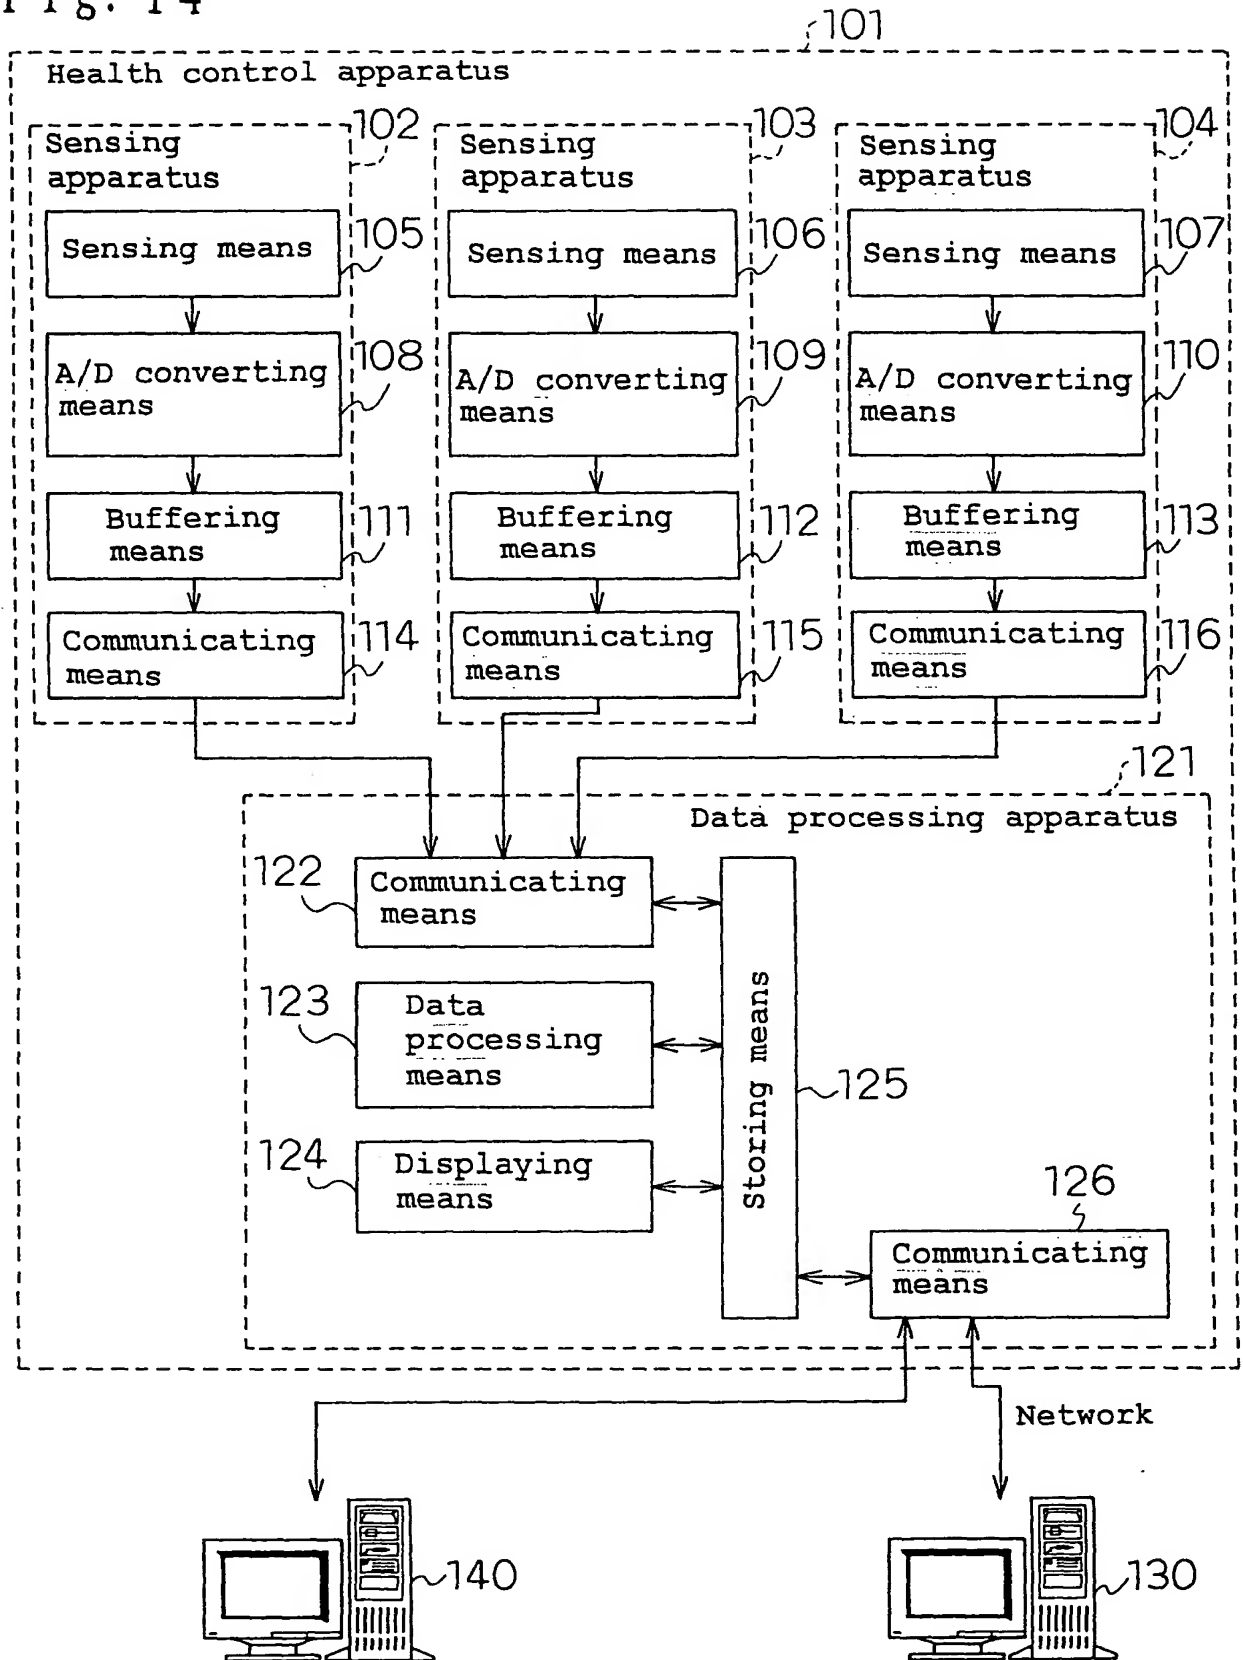 Fig. 14
101
Health control apparatus
102
103
104
Sensing
apparatus
Sensing
apparatus
Sensing
apparatus
Sensing means
105
Sensing means
106
Sensing means
107
A/D converting
means
108
A/D converting
means
109
A/D converting
means
110
Buffering
means
111
Buffering
means
112
Buffering
means
113
Communicating
means
114
Communicating
means
115
Communicating
means
116
121
Data processing apparatus
122
Communicating
means
123
Data
processing
means
Storing means
125
124
Displaying
means
126
Communicating
means
Network
140
130